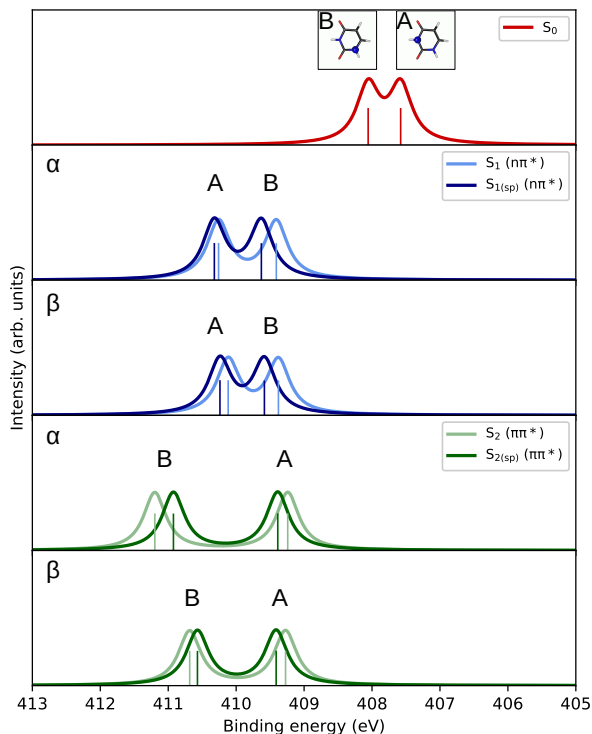 B
A
S₀
α
A
B
S₁ (nπ*)
S₁₍sp₎ (nπ*)
β
A
B
α
B
A
S₂ (ππ*)
S₂₍sp₎ (ππ*)
β
B
A
Intensity (arb. units)
413 412 411 410 409 408 407 406 405
Binding energy (eV)